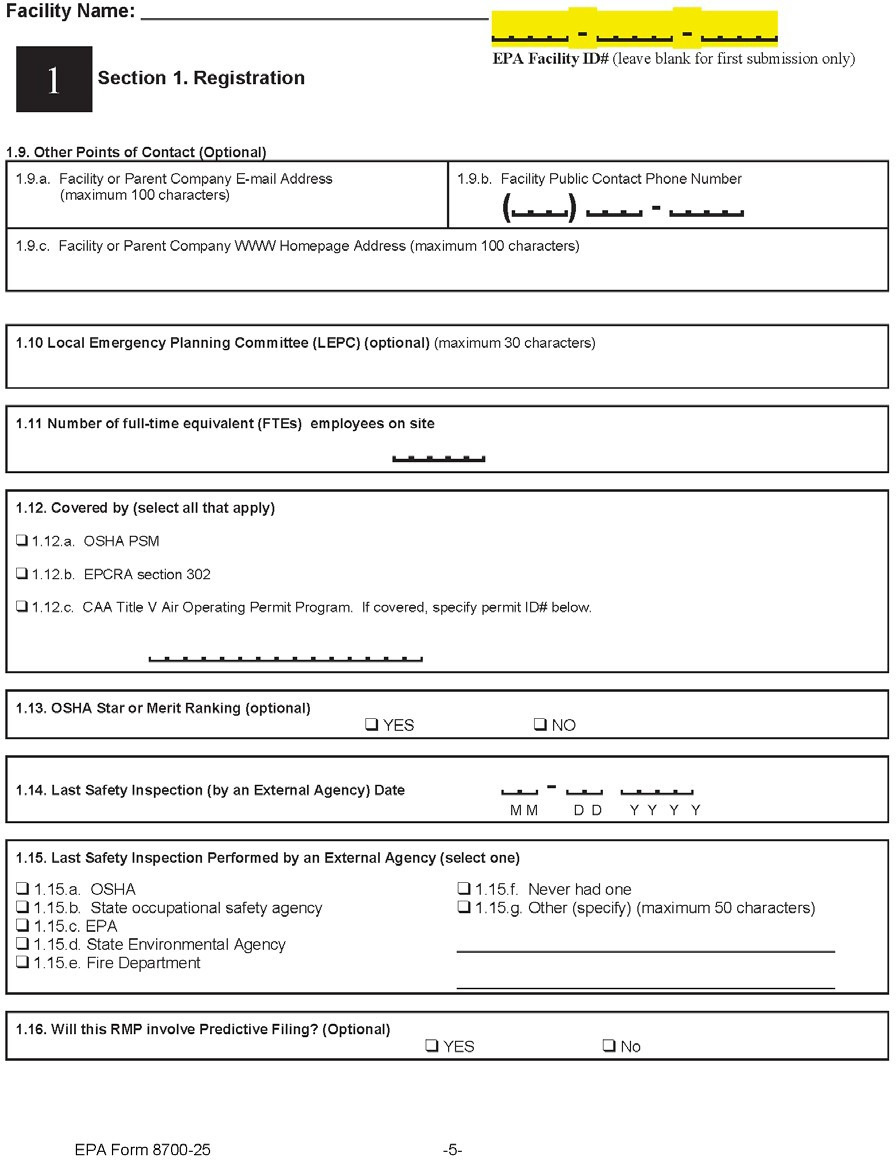 Facility Name:
EPA Facility ID# (leave blank for first submission only)
1
Section 1. Registration
1.9. Other Points of Contact (Optional)
1.9.a. Facility or Parent Company E-mail Address
(maximum 100 characters)
1.9.b. Facility Public Contact Phone Number
( ) -
1.9.c. Facility or Parent Company WWW Homepage Address (maximum 100 characters)
1.10 Local Emergency Planning Committee (LEPC) (optional) (maximum 30 characters)
1.11 Number of full-time equivalent (FTEs) employees on site
1.12. Covered by (select all that apply)
❑ 1.12.a. OSHA PSM
❑ 1.12.b. EPCRA section 302
❑ 1.12.c. CAA Title V Air Operating Permit Program. If covered, specify permit ID# below.
1.13. OSHA Star or Merit Ranking (optional)
❑ YES ❑ NO
1.14. Last Safety Inspection (by an External Agency) Date
M M D D Y Y Y Y
1.15. Last Safety Inspection Performed by an External Agency (select one)
❑ 1.15.a. OSHA
❑ 1.15.b. State occupational safety agency
❑ 1.15.c. EPA
❑ 1.15.d. State Environmental Agency
❑ 1.15.e. Fire Department
❑ 1.15.f. Never had one
❑ 1.15.g. Other (specify) (maximum 50 characters)
1.16. Will this RMP involve Predictive Filing? (Optional)
❑ YES ❑ No
EPA Form 8700-25 -5-